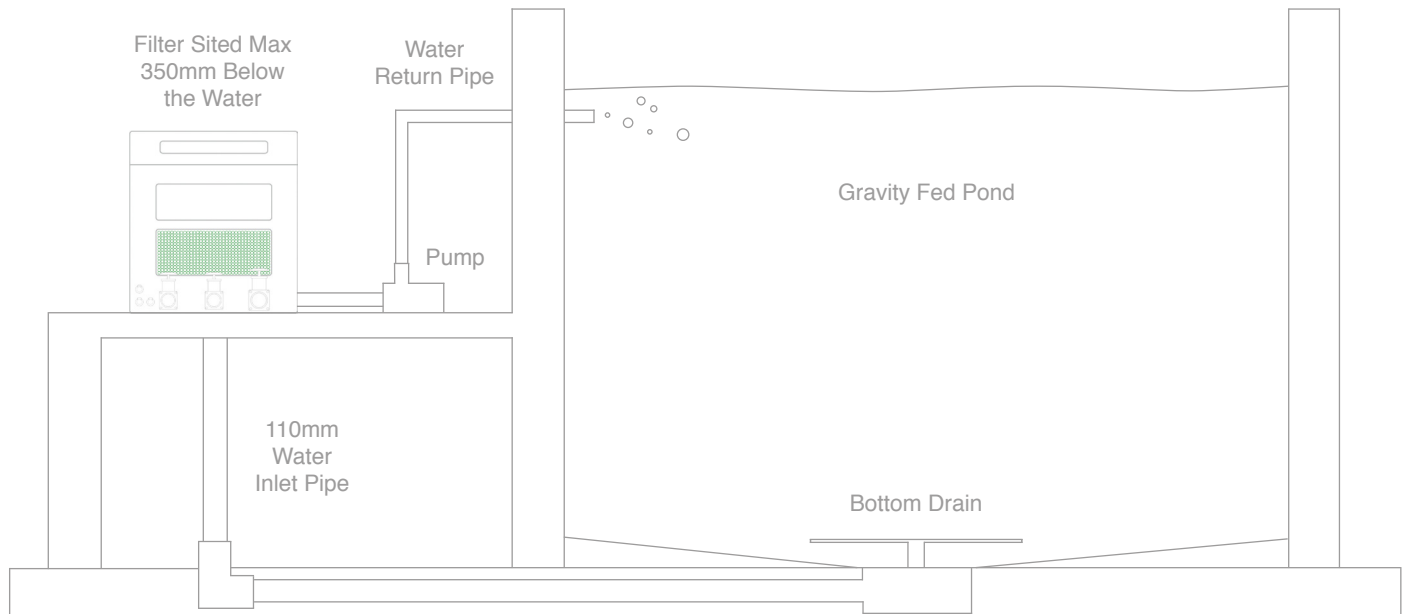 Filter Sited Max
350mm Below
the Water
Water
Return Pipe
Gravity Fed Pond
Pump
110mm
Water
Inlet Pipe
Bottom Drain